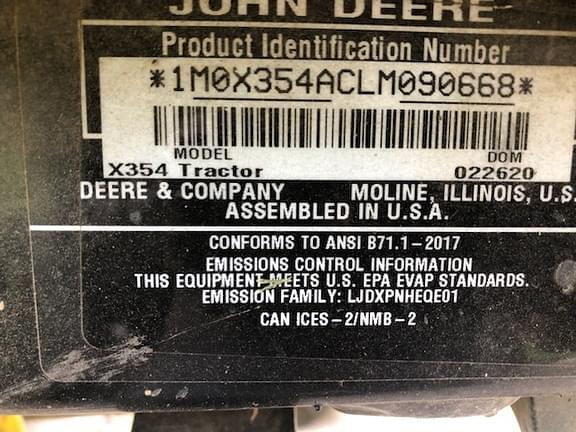 JOHN DEERE
Product Identification Number
*1M0X354ACLM090668*
MODEL DOM
X354 Tractor 022620
DEERE & COMPANY MOLINE, ILLINOIS, U.S.
ASSEMBLED IN U.S.A.
CONFORMS TO ANSI B71.1-2017
EMISSIONS CONTROL INFORMATION
THIS EQUIPMENT MEETS U.S. EPA EVAP STANDARDS.
EMISSION FAMILY: LJDXPNHEQE01
CAN ICES-2/NMB-2